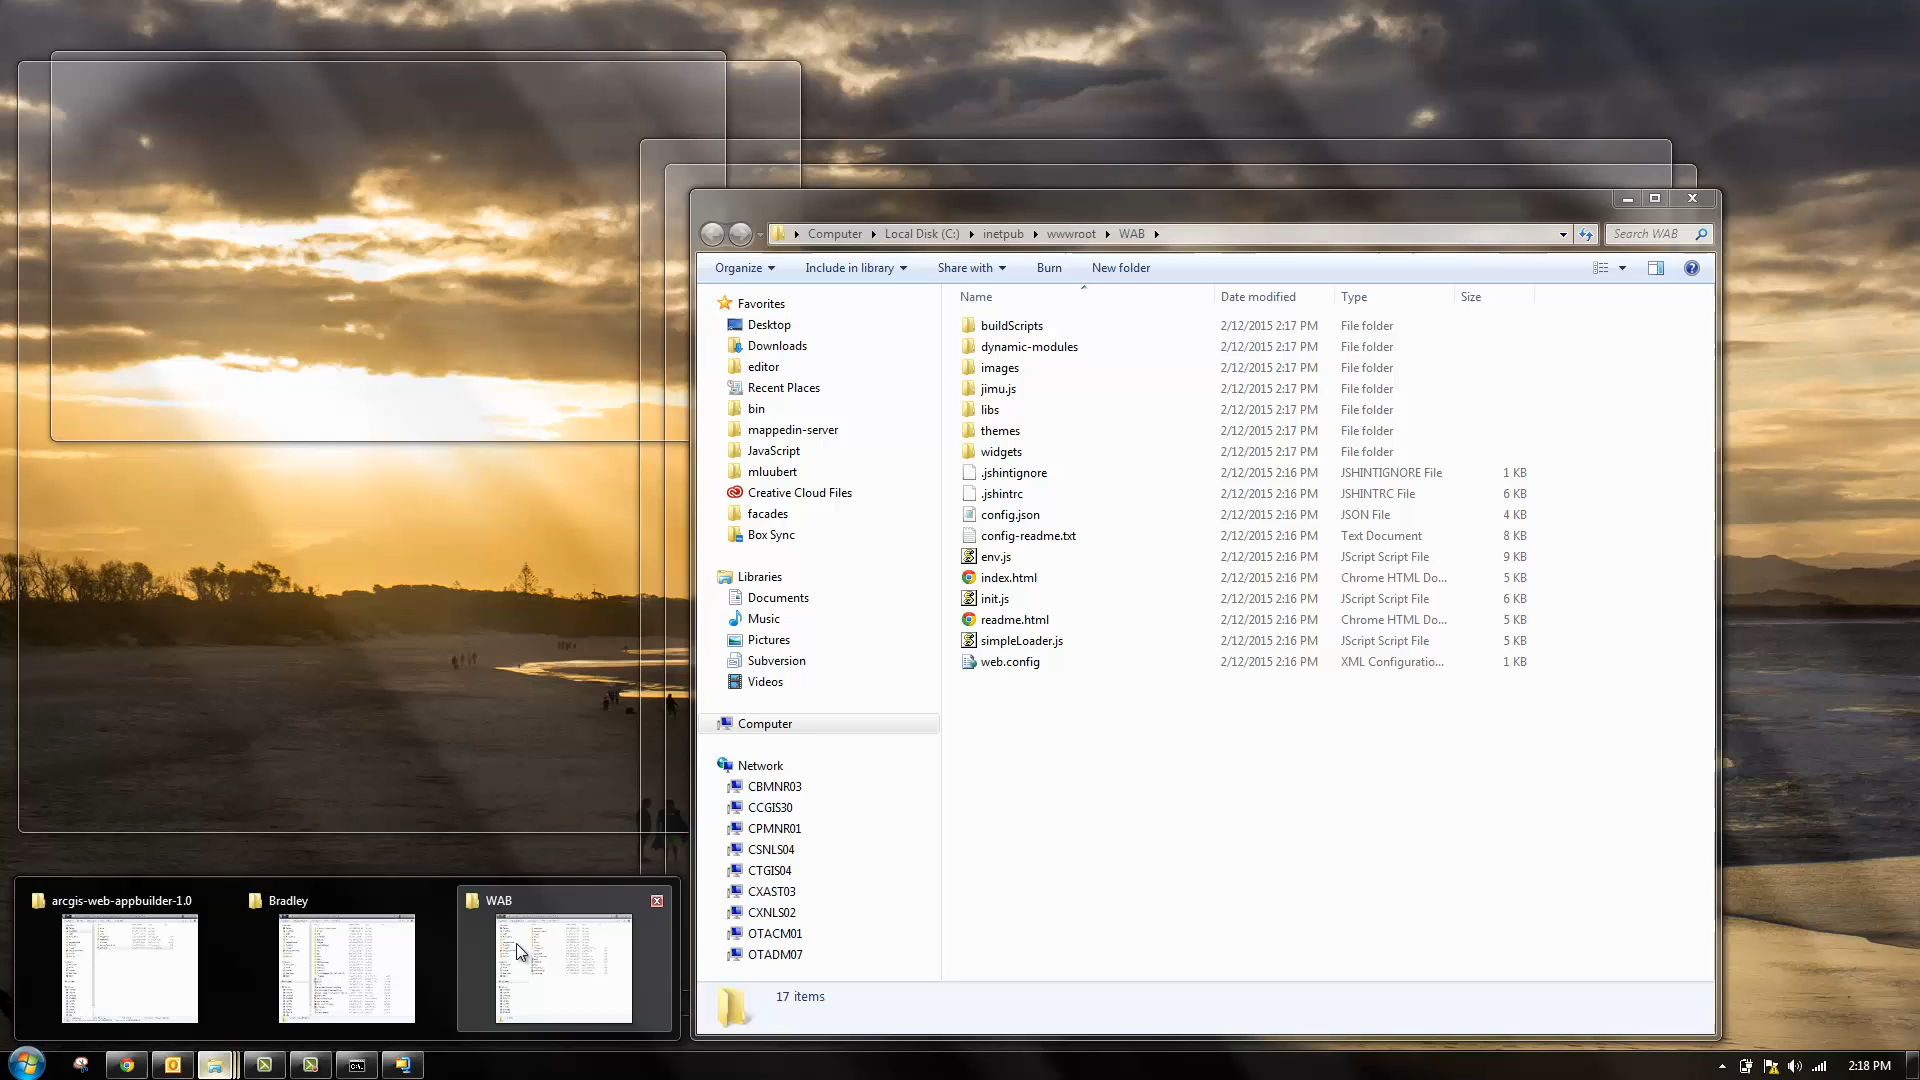 Computer Local Disk (C:) inetpub wwwroot WAB
Search WAB
Organize Include in library Share with Burn New folder
Name Date modified Type Size
Favorites
Desktop
Downloads
editor
Recent Places
bin
mappedin-server
JavaScript
mluubert
Creative Cloud Files
facades
Box Sync
Libraries
Documents
Music
Pictures
Subversion
Videos
Computer
Network
CBMNR03
CCGIS30
CPMNR01
CSNLS04
CTGIS04
CXAST03
CXNLS02
OTACM01
OTADM07
buildScripts 2/12/2015 2:17 PM File folder
dynamic-modules 2/12/2015 2:17 PM File folder
images 2/12/2015 2:17 PM File folder
jimu.js 2/12/2015 2:17 PM File folder
libs 2/12/2015 2:17 PM File folder
themes 2/12/2015 2:17 PM File folder
widgets 2/12/2015 2:17 PM File folder
.jshintignore 2/12/2015 2:16 PM JSHINTIGNORE File 1 KB
.jshintrc 2/12/2015 2:16 PM JSHINTRC File 6 KB
config.json 2/12/2015 2:16 PM JSON File 4 KB
config-readme.txt 2/12/2015 2:16 PM Text Document 8 KB
env.js 2/12/2015 2:16 PM JScript Script File 9 KB
index.html 2/12/2015 2:16 PM Chrome HTML Do... 5 KB
init.js 2/12/2015 2:16 PM JScript Script File 6 KB
readme.html 2/12/2015 2:16 PM Chrome HTML Do... 5 KB
simpleLoader.js 2/12/2015 2:16 PM JScript Script File 5 KB
web.config 2/12/2015 2:16 PM XML Configuratio... 1 KB
17 items
arcgis-web-appbuilder-1.0 Bradley WAB
2:18 PM